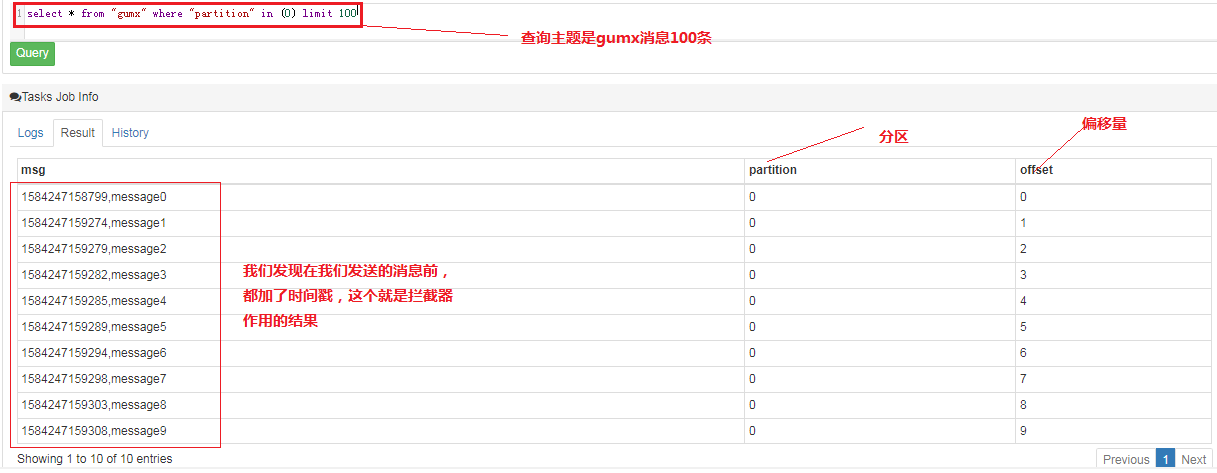 1 select * from "gumx" where "partition" in (0) limit 100
查询主题是gumx消息100条
Query
Tasks Job Info
Logs Result History
分区
偏移量
msg partition offset
1584247158799,message0 0 0
1584247159274,message1 0 1
1584247159279,message2 0 2
1584247159282,message3 0 3
1584247159285,message4 0 4
1584247159289,message5 0 5
1584247159294,message6 0 6
1584247159298,message7 0 7
1584247159303,message8 0 8
1584247159308,message9 0 9
我们发现在我们发送的消息前，
都加了时间戳，这个就是拦截器
作用的结果
Showing 1 to 10 of 10 entries
Previous 1 Next